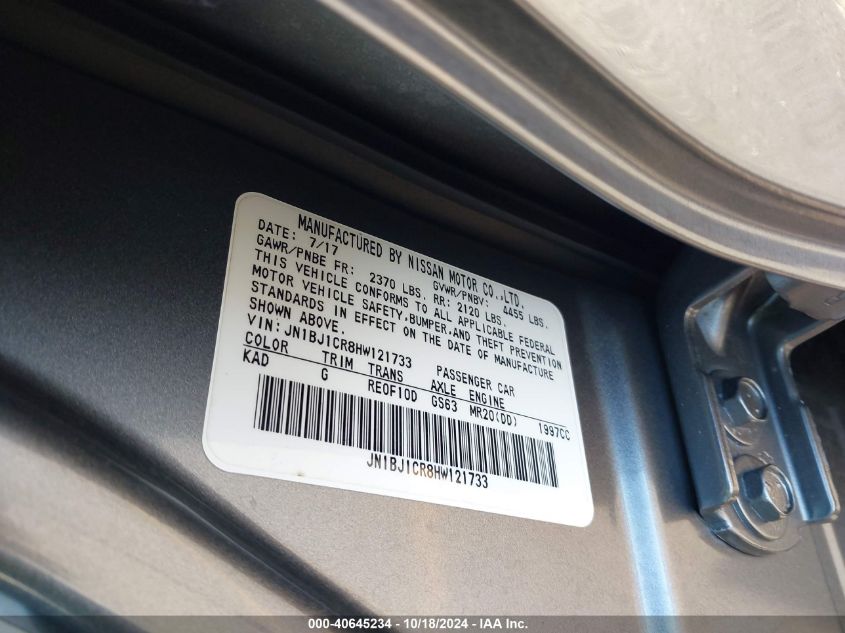 MANUFACTURED BY NISSAN MOTOR CO.,LTD.
DATE: 7/17 GVWR/PNBV: 4455 LBS.
GAWR/PNBE FR: 2370 LBS. RR: 2120 LBS.
THIS VEHICLE CONFORMS TO ALL APPLICABLE FEDERAL
MOTOR VEHICLE SAFETY,BUMPER,AND THEFT PREVENTION
STANDARDS IN EFFECT ON THE DATE OF MANUFACTURE
SHOWN ABOVE.
VIN: JN1BJ1CR8HW121733 PASSENGER CAR
COLOR TRIM TRANS AXLE ENGINE
KAD G RE0F10D GS63 MR20(DD) 1997CC
JN1BJ1CR8HW121733
000-40645234 - 10/18/2024 - IAA Inc.